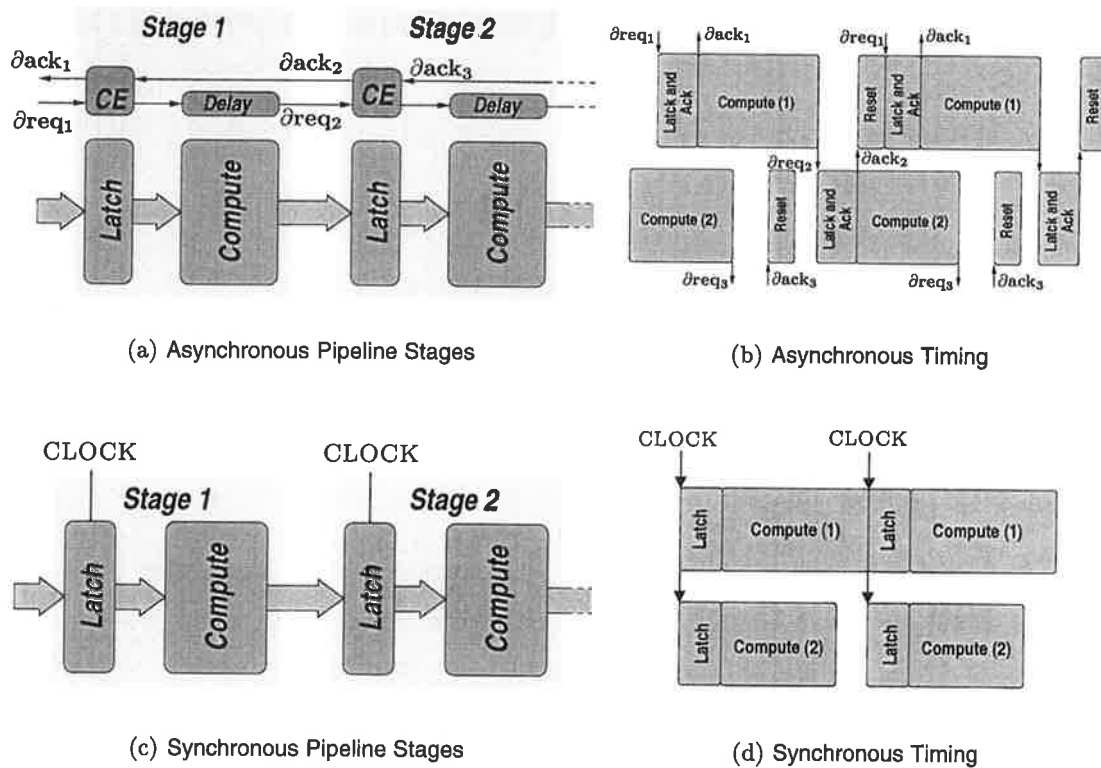 Stage 1
Stage 2
∂ack₁
∂ack₂
∂ack₃
CE
Delay
CE
Delay
∂req₁
∂req₂
Latch
Compute
Latch
Compute
(a) Asynchronous Pipeline Stages
∂req₁
∂ack₁
∂req₁
∂ack₁
Latck and Ack
Compute (1)
Reset
Latck and Ack
Compute (1)
Reset
∂req₂
∂ack₂
Compute (2)
Reset
Latck and Ack
Compute (2)
Reset
Latck and Ack
∂req₃
∂ack₃
∂req₃
∂ack₃
(b) Asynchronous Timing
CLOCK
CLOCK
Stage 1
Stage 2
Latch
Compute
Latch
Compute
(c) Synchronous Pipeline Stages
CLOCK
CLOCK
Latch
Compute (1)
Latch
Compute (1)
Latch
Compute (2)
Latch
Compute (2)
(d) Synchronous Timing